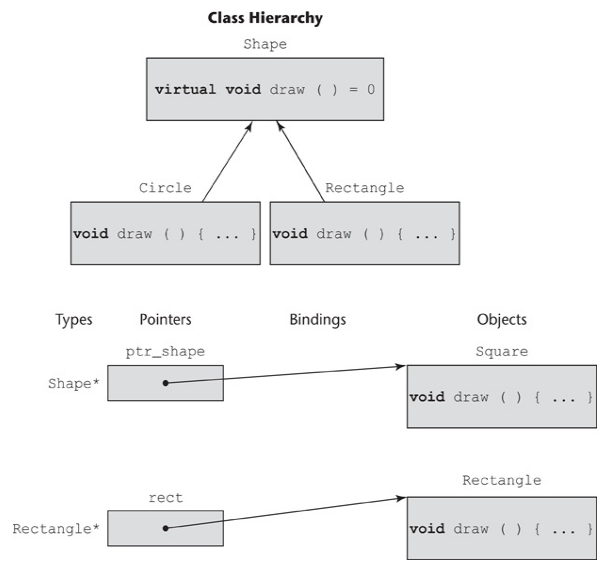 Class Hierarchy
Shape
virtual void draw ( ) = 0
Circle Rectangle
void draw ( ) { ... } void draw ( ) { ... }
Types Pointers Bindings Objects
ptr_shape Square
Shape*
void draw ( ) { ... }
rect Rectangle
Rectangle*
void draw ( ) { ... }